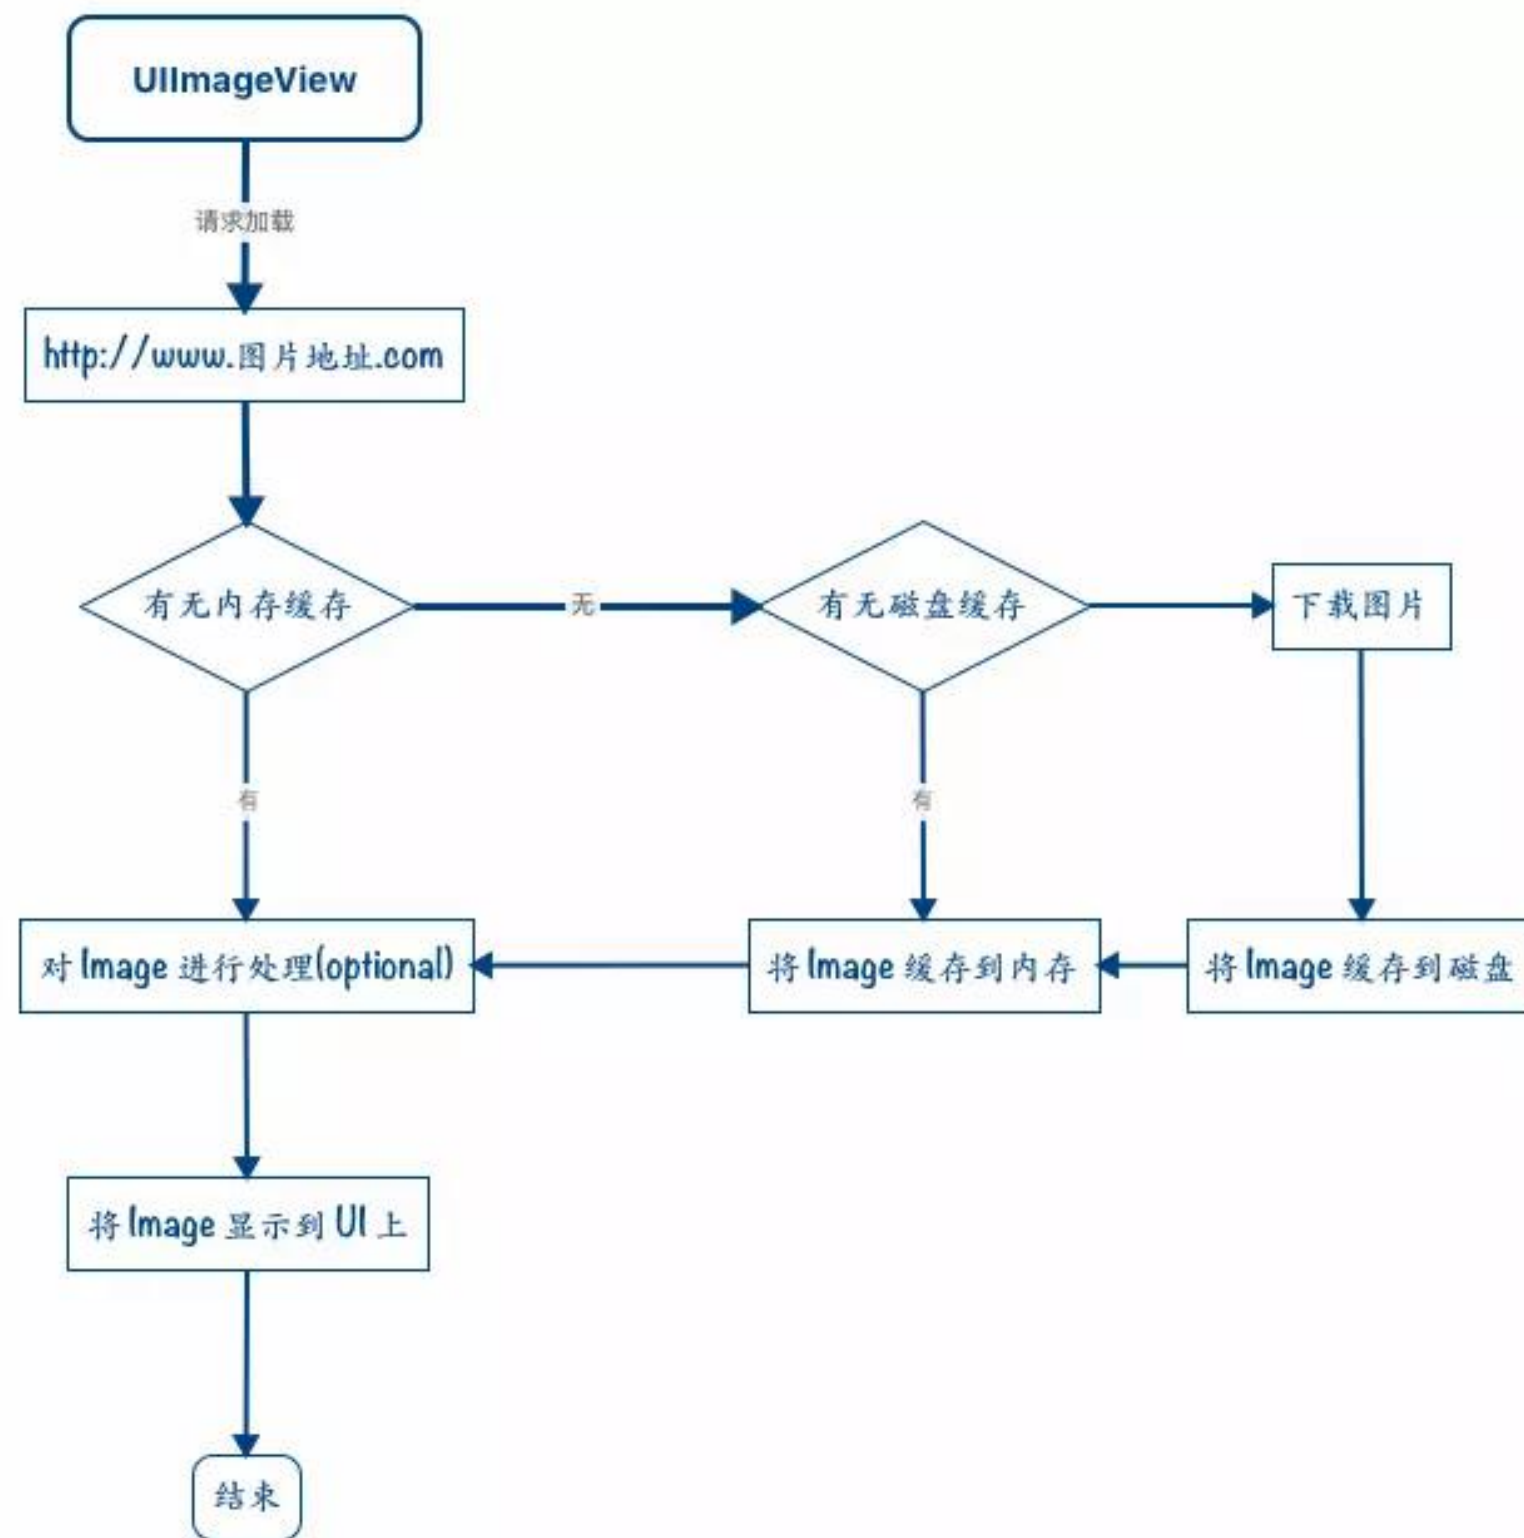 UIImageView
请求加载
http://www.图片地址.com
有无内存缓存
无
有无磁盘缓存
下载图片
有
有
对 Image 进行处理(optional)
将 Image 缓存到内存
将 Image 缓存到磁盘
将 Image 显示到 UI 上
结束